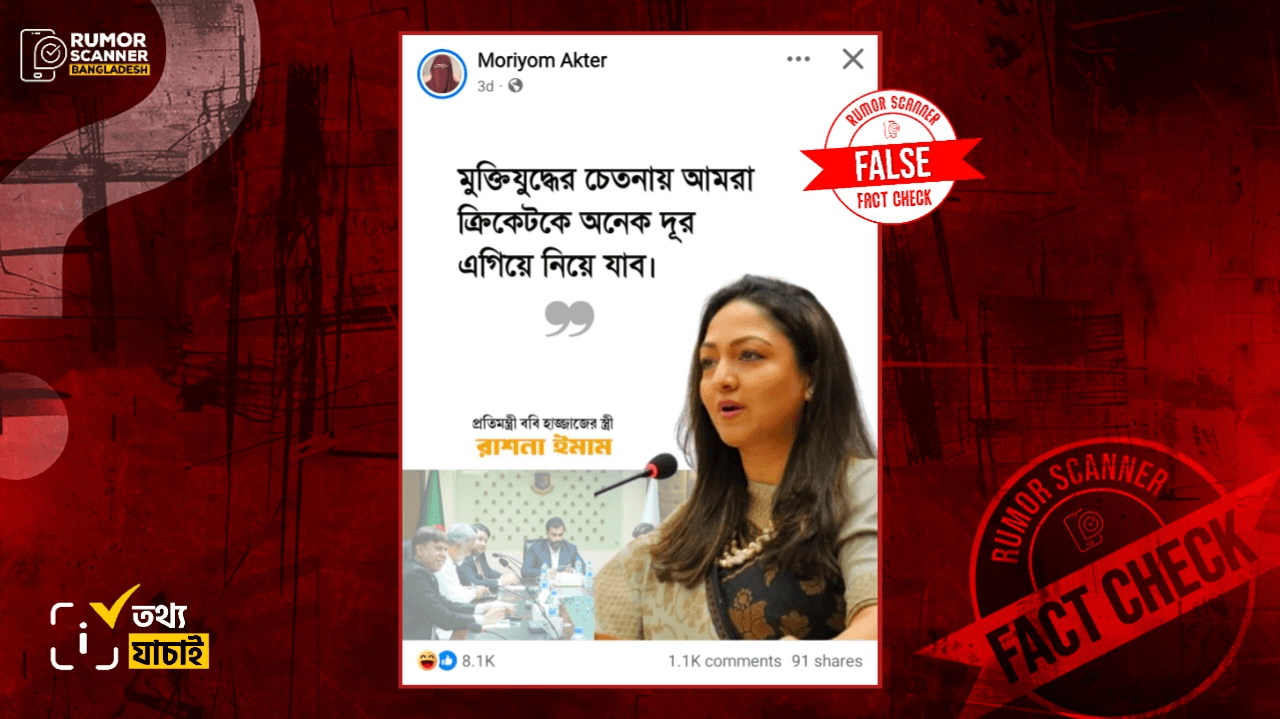 RUMOR
SCANNER
BANGLADESH
Moriyom Akter
3d
মুক্তিযুদ্ধের চেতনায় আমরা
ক্রিকেটকে অনেক দূর
এগিয়ে নিয়ে যাব।
প্রতিমন্ত্রী ববি হাজ্জাজের স্ত্রী
রাশনা ইমাম
8.1K
1.1K comments 91 shares
RUMOR SCANNER
FALSE
FACT CHECK
তথ্য
যাচাই
RUMOR SCANNER
FACT CHECK